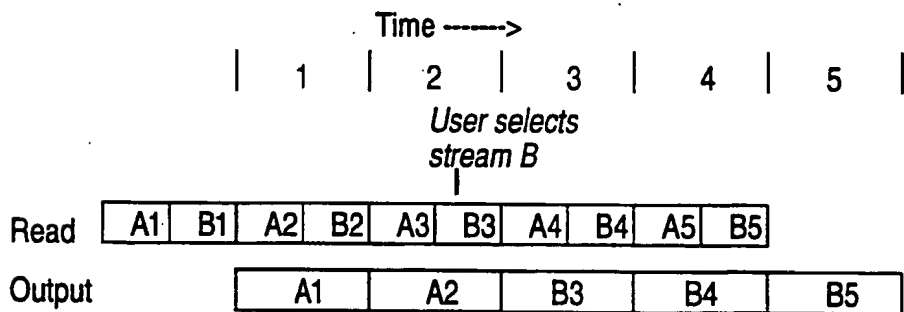 Time ------->
| 1 | 2 | 3 | 4 | 5 |
User selects
stream B
Read A1 B1 A2 B2 A3 B3 A4 B4 A5 B5
Output A1 A2 B3 B4 B5